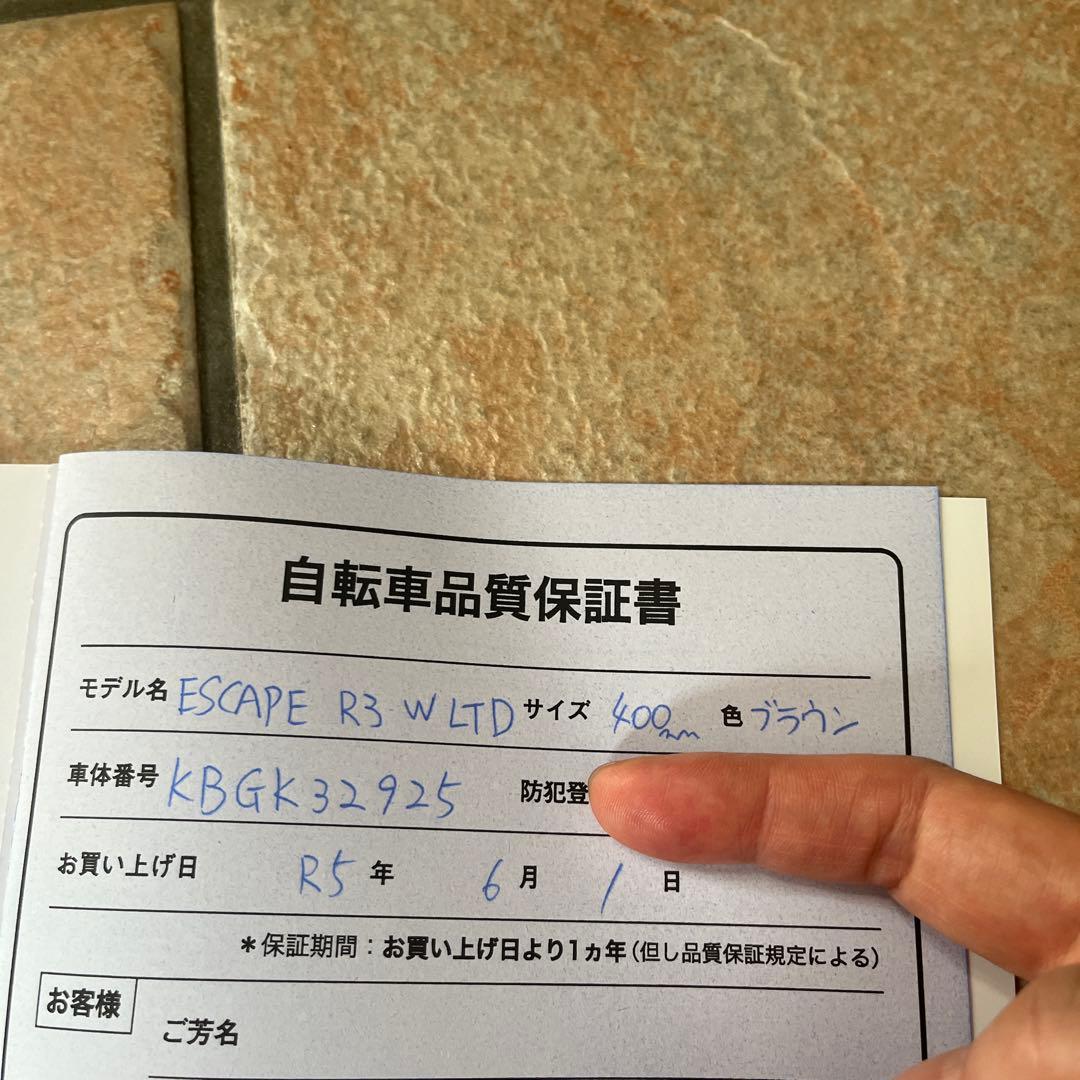 自転車品質保証書
モデル名 ESCAPE R3 W LTD サイズ 400mm 色 ブラウン
車体番号 KBGK32925 防犯登
お買い上げ日 R5 年 6 月 1 日
＊保証期間：お買い上げ日より1ヵ年（但し品質保証規定による）
お客様
ご芳名